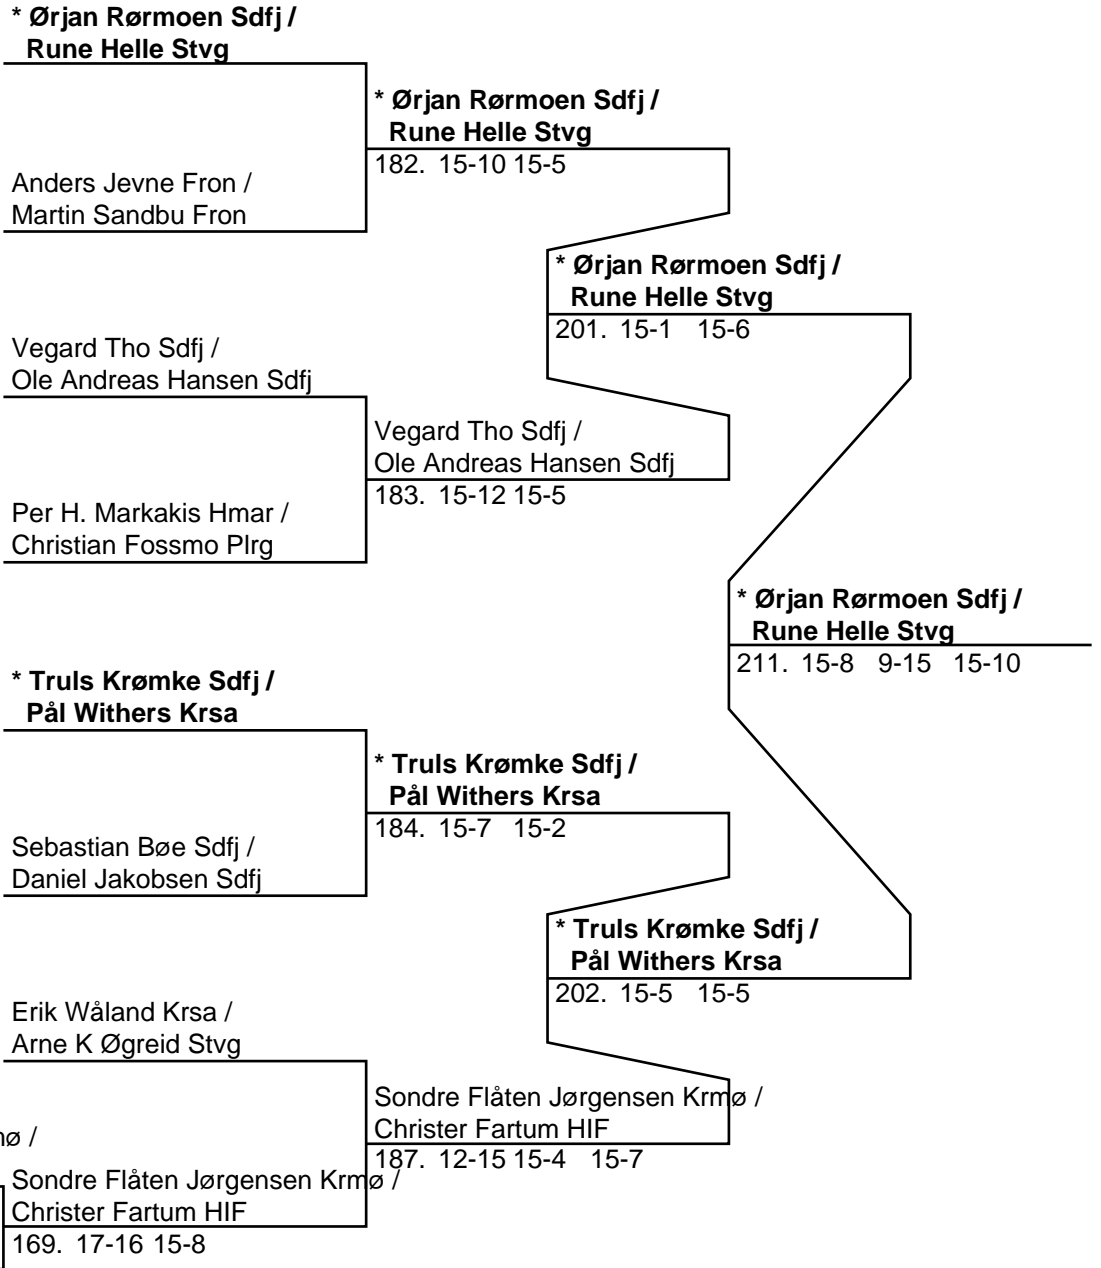 * Ørjan Rørmoen Sdfj /
Rune Helle Stvg
* Ørjan Rørmoen Sdfj /
Rune Helle Stvg
182. 15-10 15-5
Anders Jevne Fron /
Martin Sandbu Fron
* Ørjan Rørmoen Sdfj /
Rune Helle Stvg
201. 15-1 15-6
Vegard Tho Sdfj /
Ole Andreas Hansen Sdfj
Vegard Tho Sdfj /
Ole Andreas Hansen Sdfj
183. 15-12 15-5
Per H. Markakis Hmar /
Christian Fossmo Plrg
* Ørjan Rørmoen Sdfj /
Rune Helle Stvg
211. 15-8 9-15 15-10
* Truls Krømke Sdfj /
Pål Withers Krsa
* Truls Krømke Sdfj /
Pål Withers Krsa
184. 15-7 15-2
Sebastian Bøe Sdfj /
Daniel Jakobsen Sdfj
* Truls Krømke Sdfj /
Pål Withers Krsa
202. 15-5 15-5
Erik Wåland Krsa /
Arne K Øgreid Stvg
Sondre Flåten Jørgensen Krmø /
Christer Fartum HIF
187. 12-15 15-4 15-7
ø /
Sondre Flåten Jørgensen Krmø /
Christer Fartum HIF
169. 17-16 15-8